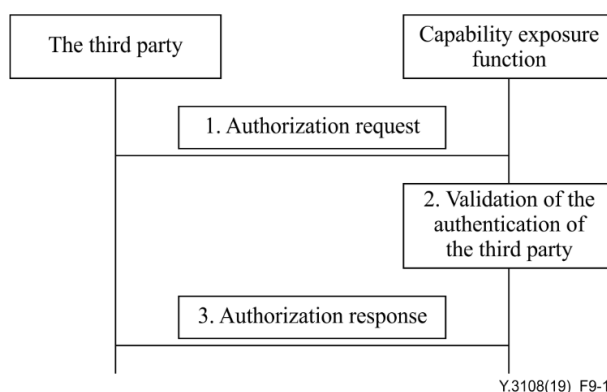 The third party
Capability exposure
function
1. Authorization request
2. Validation of the
authentication of
the third party
3. Authorization response
Y.3108(19)_F9-1